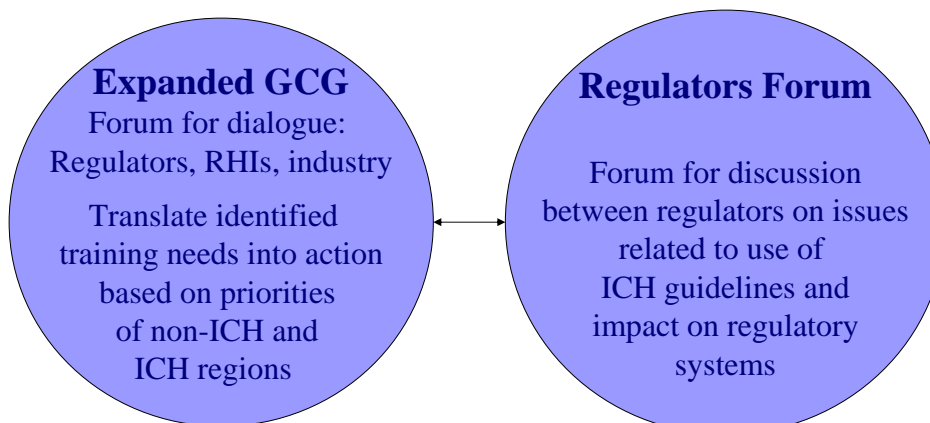 Expanded GCG
Forum for dialogue:
Regulators, RHIs, industry
Translate identified
training needs into action
based on priorities
of non-ICH and
ICH regions
Regulators Forum
Forum for discussion
between regulators on issues
related to use of
ICH guidelines and
impact on regulatory
systems